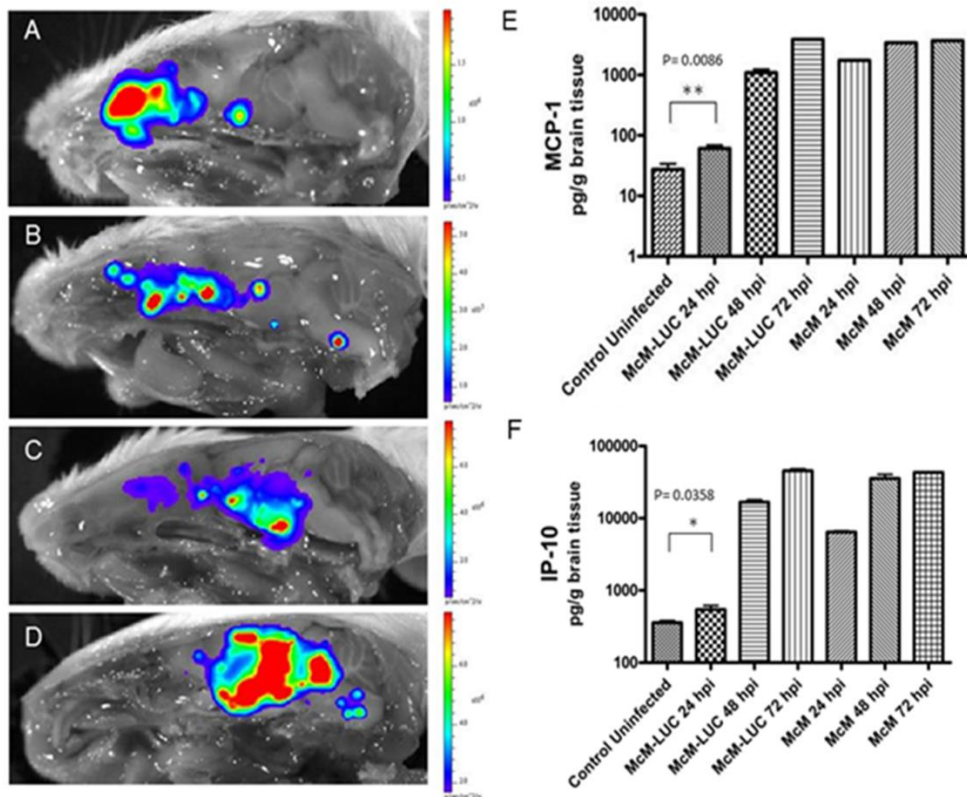 A
B
C
D
E
MCP-1
pg/g brain tissue
10000
1000
100
10
1
P= 0.0086
**
Control Uninfected
McM-LUC 24 hpi
McM-LUC 48 hpi
McM-LUC 72 hpi
McM 24 hpi
McM 48 hpi
McM 72 hpi
F
IP-10
pg/g brain tissue
100000
10000
1000
100
P= 0.0358
*
Control Uninfected
McM-LUC 24 hpi
McM-LUC 48 hpi
McM-LUC 72 hpi
McM 24 hpi
McM 48 hpi
McM 72 hpi